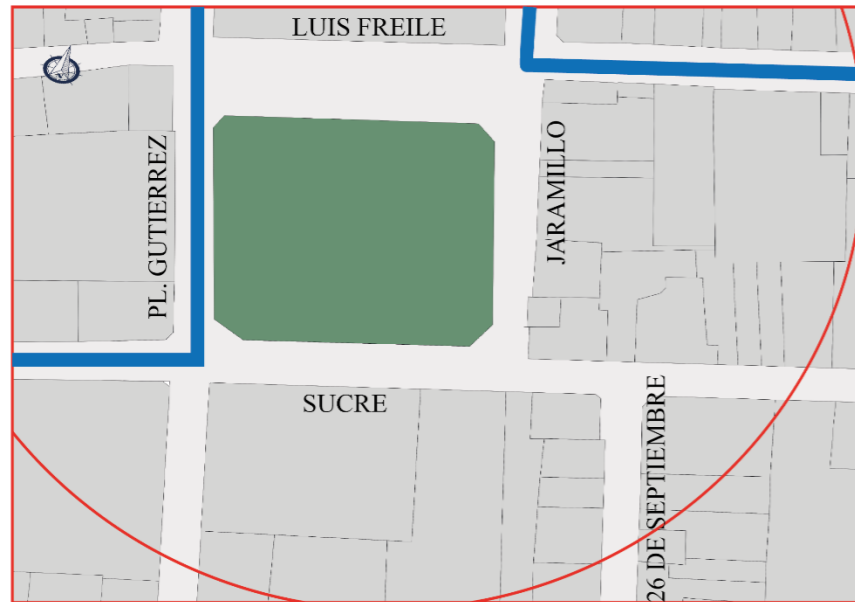 LUIS FREILE
PL. GUTIERREZ
JARAMILLO
SUCRE
26 DE SEPTIEMBRE